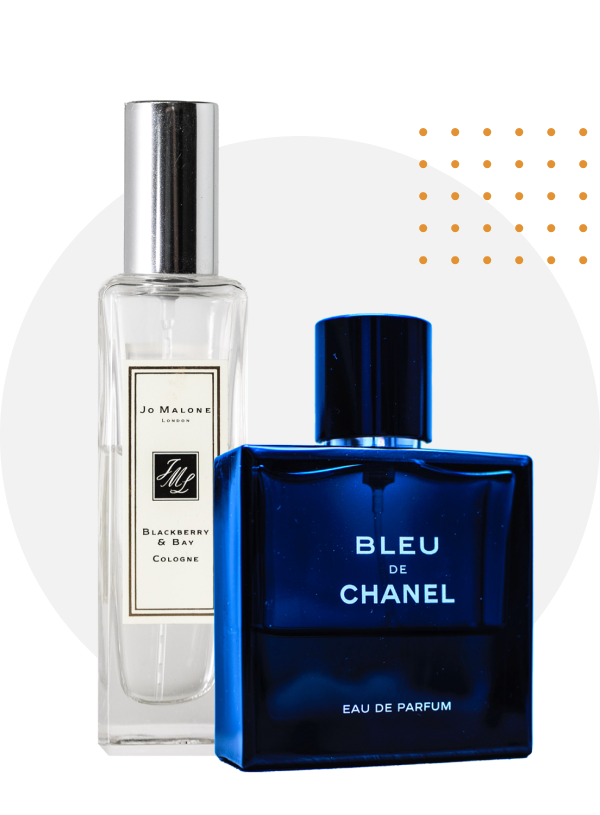 Jo Malone
London
JML
Blackberry
& Bay
Cologne
BLEU
DE
CHANEL
EAU DE PARFUM